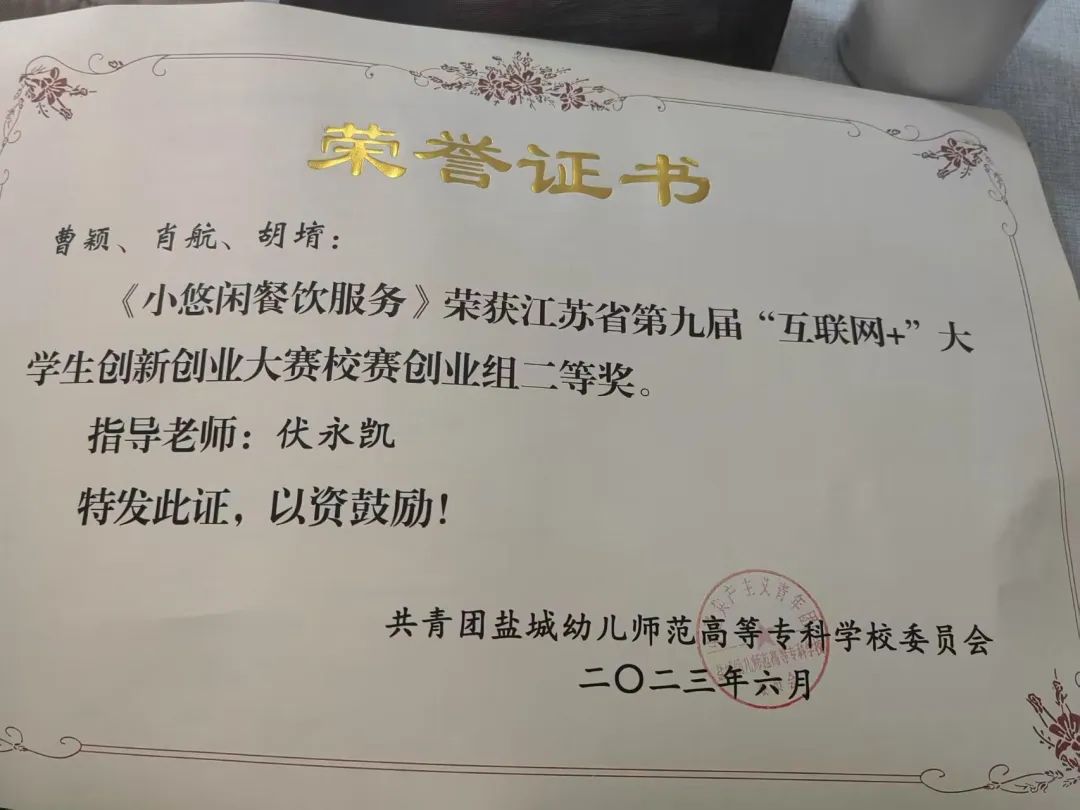 荣誉证书
曹颖、肖航、胡堉：
《小悠闲餐饮服务》荣获江苏省第九届“互联网+”大
学生创新创业大赛校赛创业组二等奖。
指导老师：伏永凯
特发此证，以资鼓励！
共青团盐城幼儿师范高等专科学校委员会
二〇二三年六月